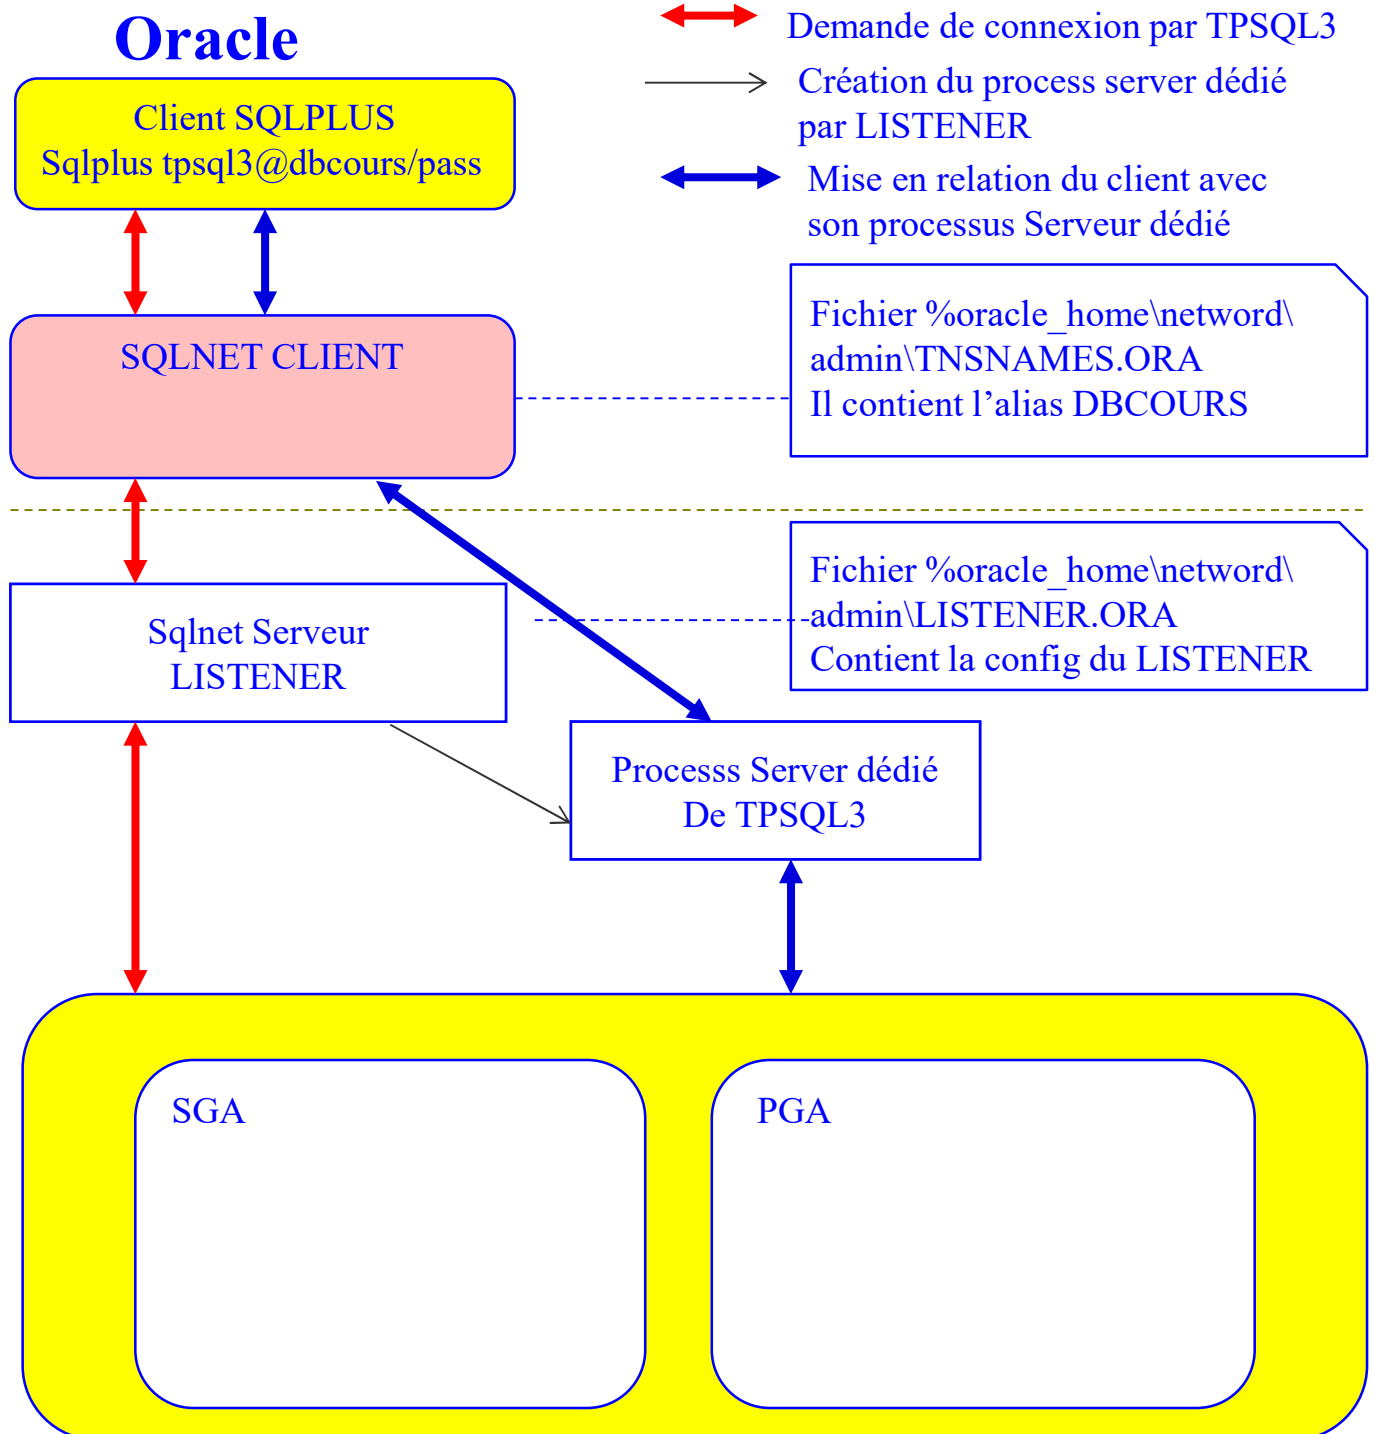 Oracle
Demande de connexion par TPSQL3
Création du process server dédié
par LISTENER
Mise en relation du client avec
son processus Serveur dédié
Client SQLPLUS
Sqlplus tpsql3@dbcours/pass
SQLNET CLIENT
Fichier %oracle_home\netword\
admin\TNSNAMES.ORA
Il contient l’alias DBCOURS
Fichier %oracle_home\netword\
admin\LISTENER.ORA
Contient la config du LISTENER
Sqlnet Serveur
LISTENER
Processs Server dédié
De TPSQL3
SGA
PGA